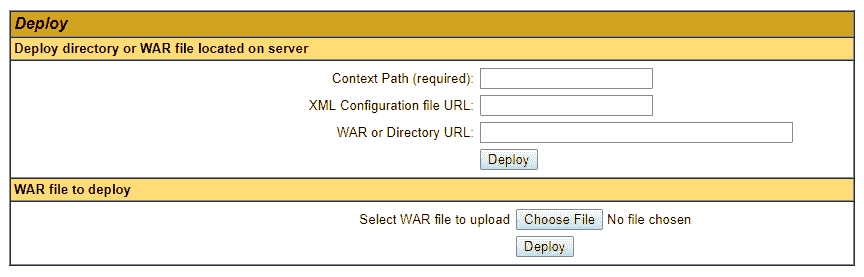 Deploy
Deploy directory or WAR file located on server
Context Path (required):
XML Configuration file URL:
WAR or Directory URL:
Deploy
WAR file to deploy
Select WAR file to upload Choose File No file chosen
Deploy